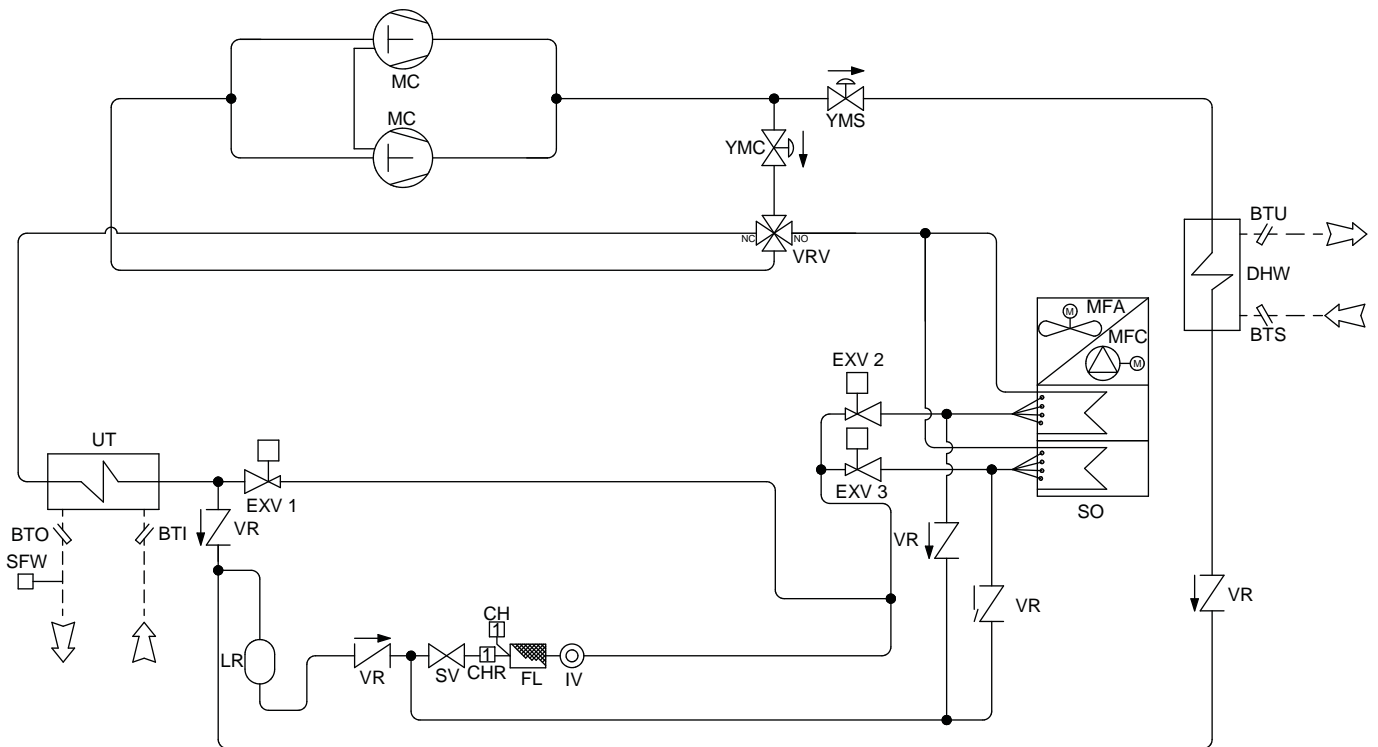 MC
MC
YMS
YMC
NC
NO
VRV
BTU
DHW
BTS
M
MFA
MFC
M
EXV 2
EXV 3
SO
UT
EXV 1
BTO
BTI
VR
SFW
VR
VR
VR
CH
1
1
LR
VR
SV
CHR
FL
IV